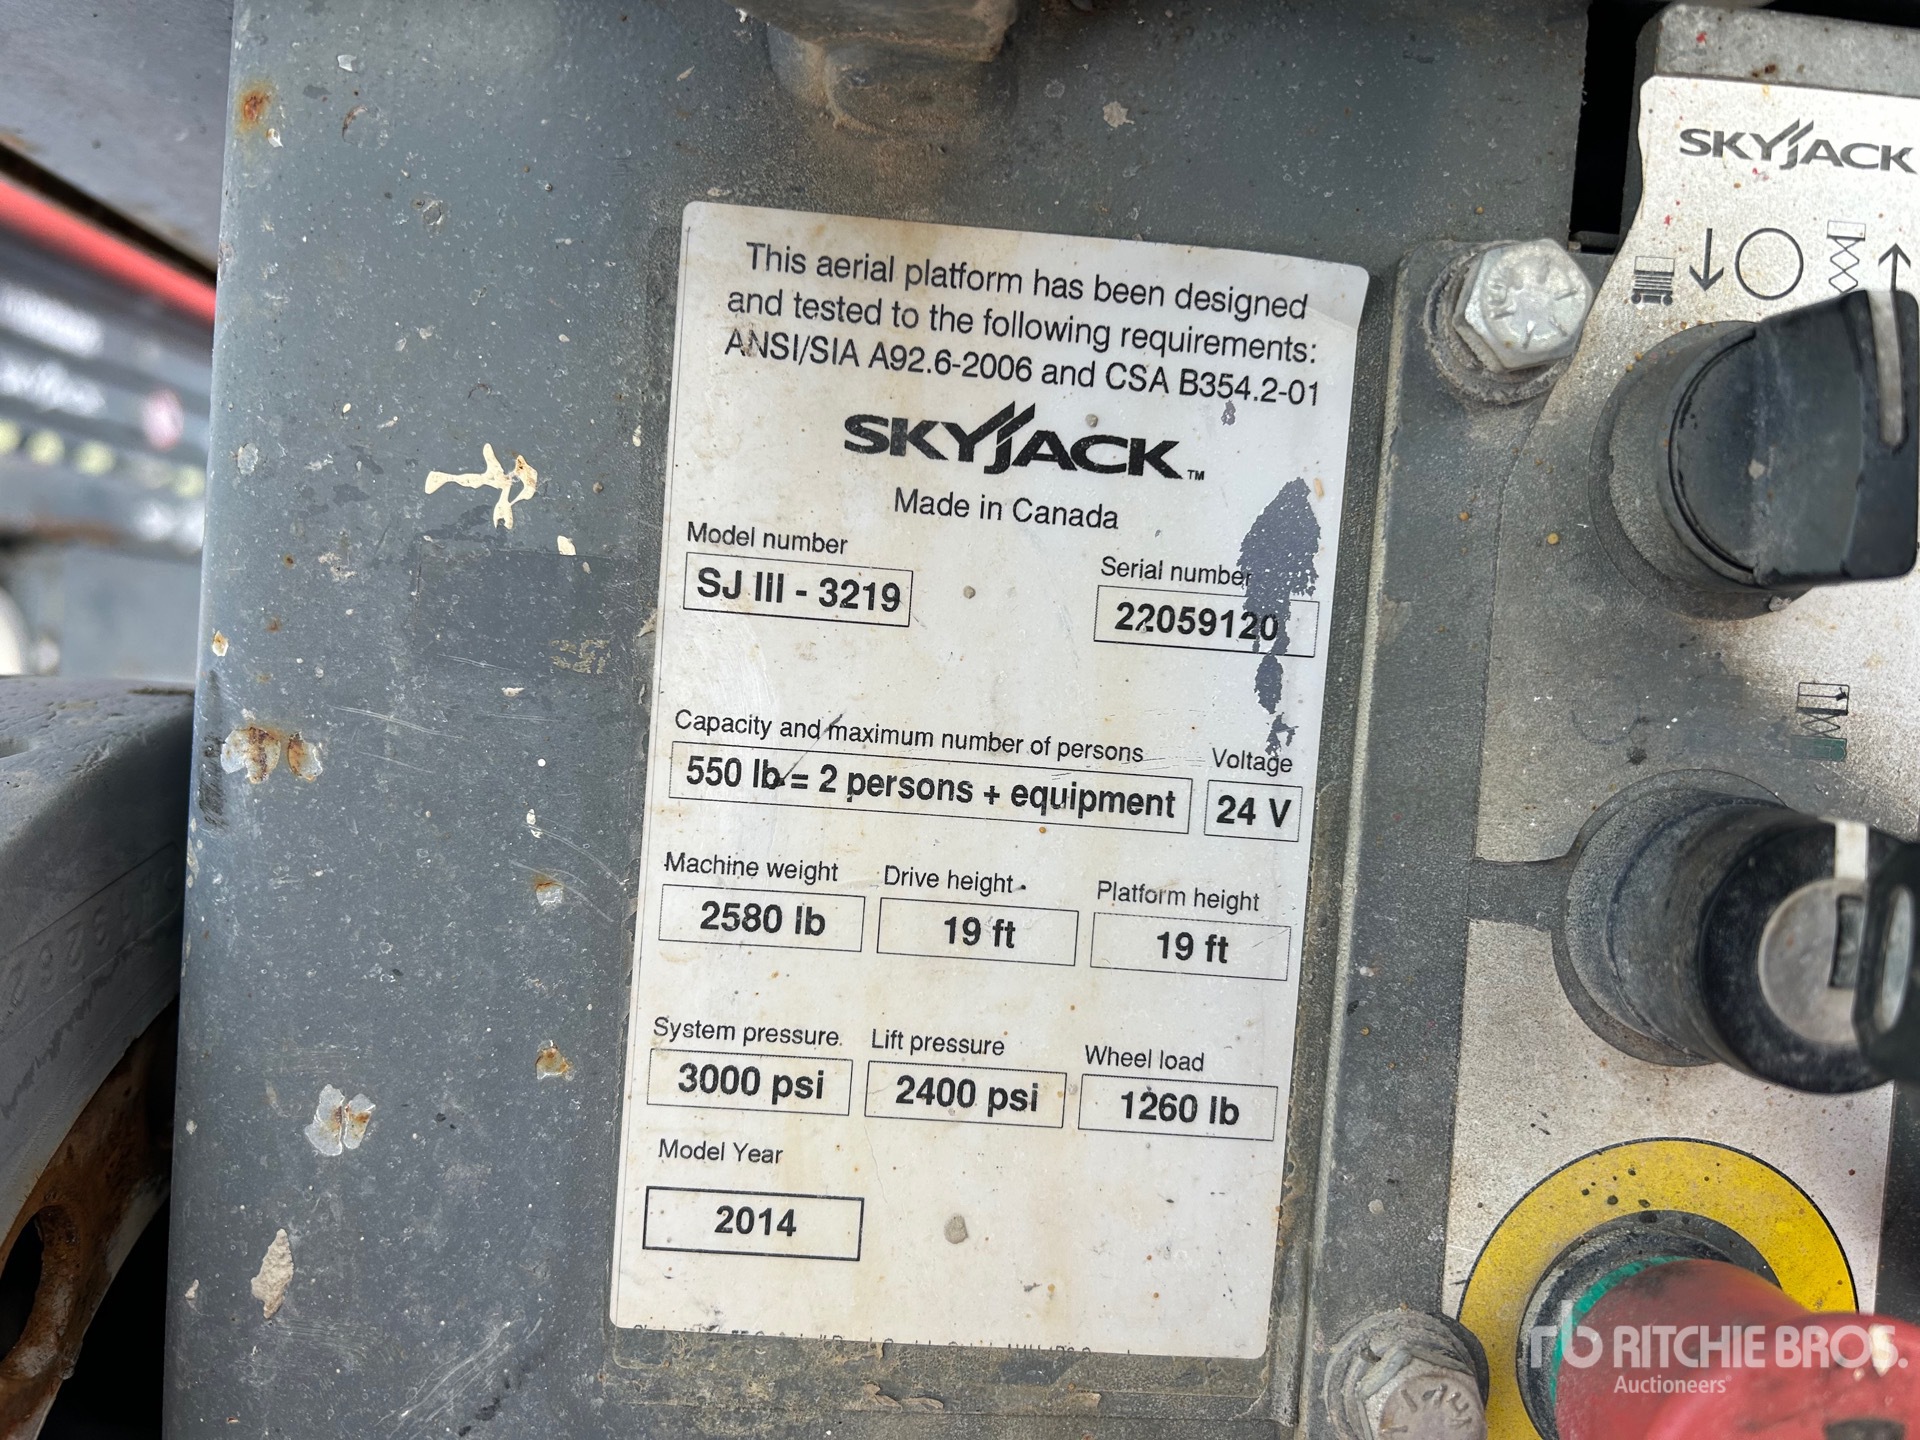 This aerial platform has been designed
and tested to the following requirements:
ANSI/SIA A92.6-2006 and CSA B354.2-01
SKYJACK™
Made in Canada
Model number
SJ III - 3219
Serial number
22059120
Capacity and maximum number of persons
550 lb = 2 persons + equipment
Voltage
24 V
Machine weight
2580 lb
Drive height
19 ft
Platform height
19 ft
System pressure
3000 psi
Lift pressure
2400 psi
Wheel load
1260 lb
Model Year
2014
SKYJACK
rb RITCHIE BROS.
Auctioneers